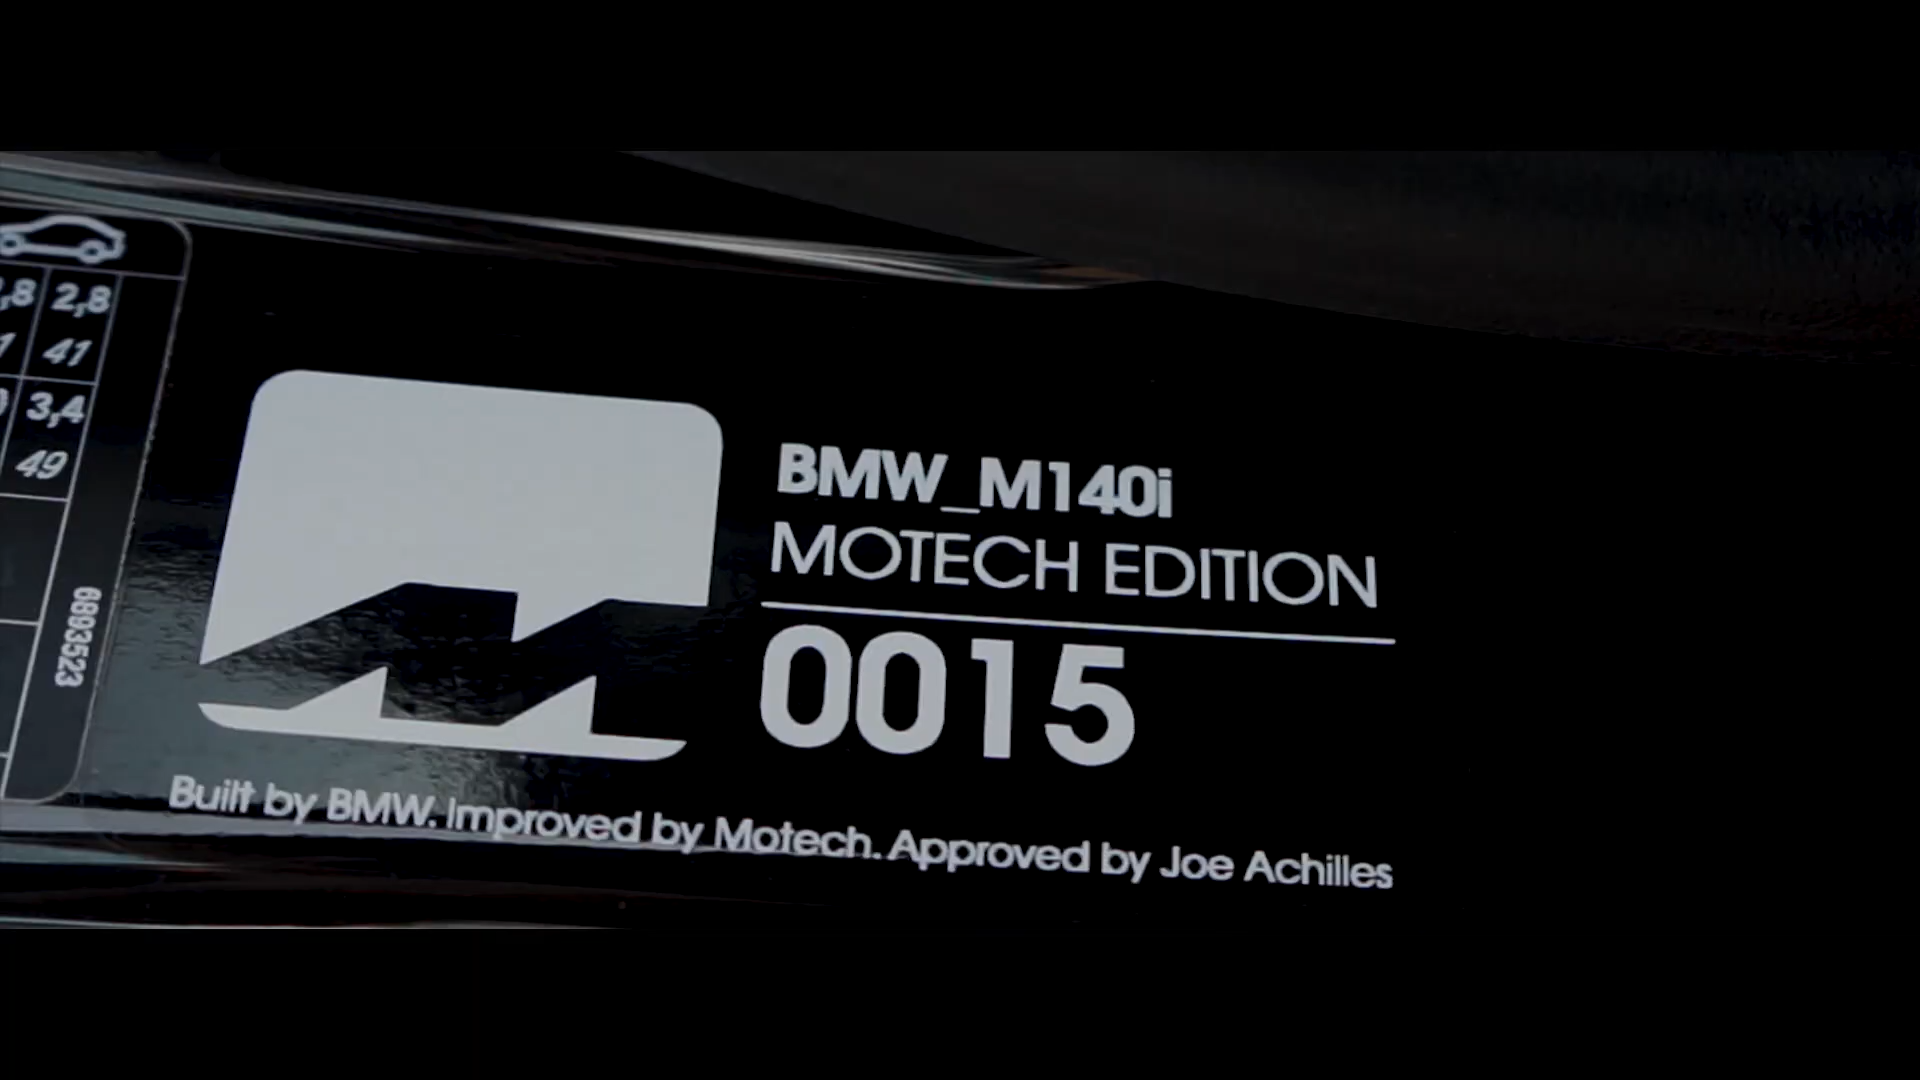 2,8
41
3,4
49
6893523
BMW_M140i
MOTECH EDITION
0015
Built by BMW. Improved by Motech. Approved by Joe Achilles